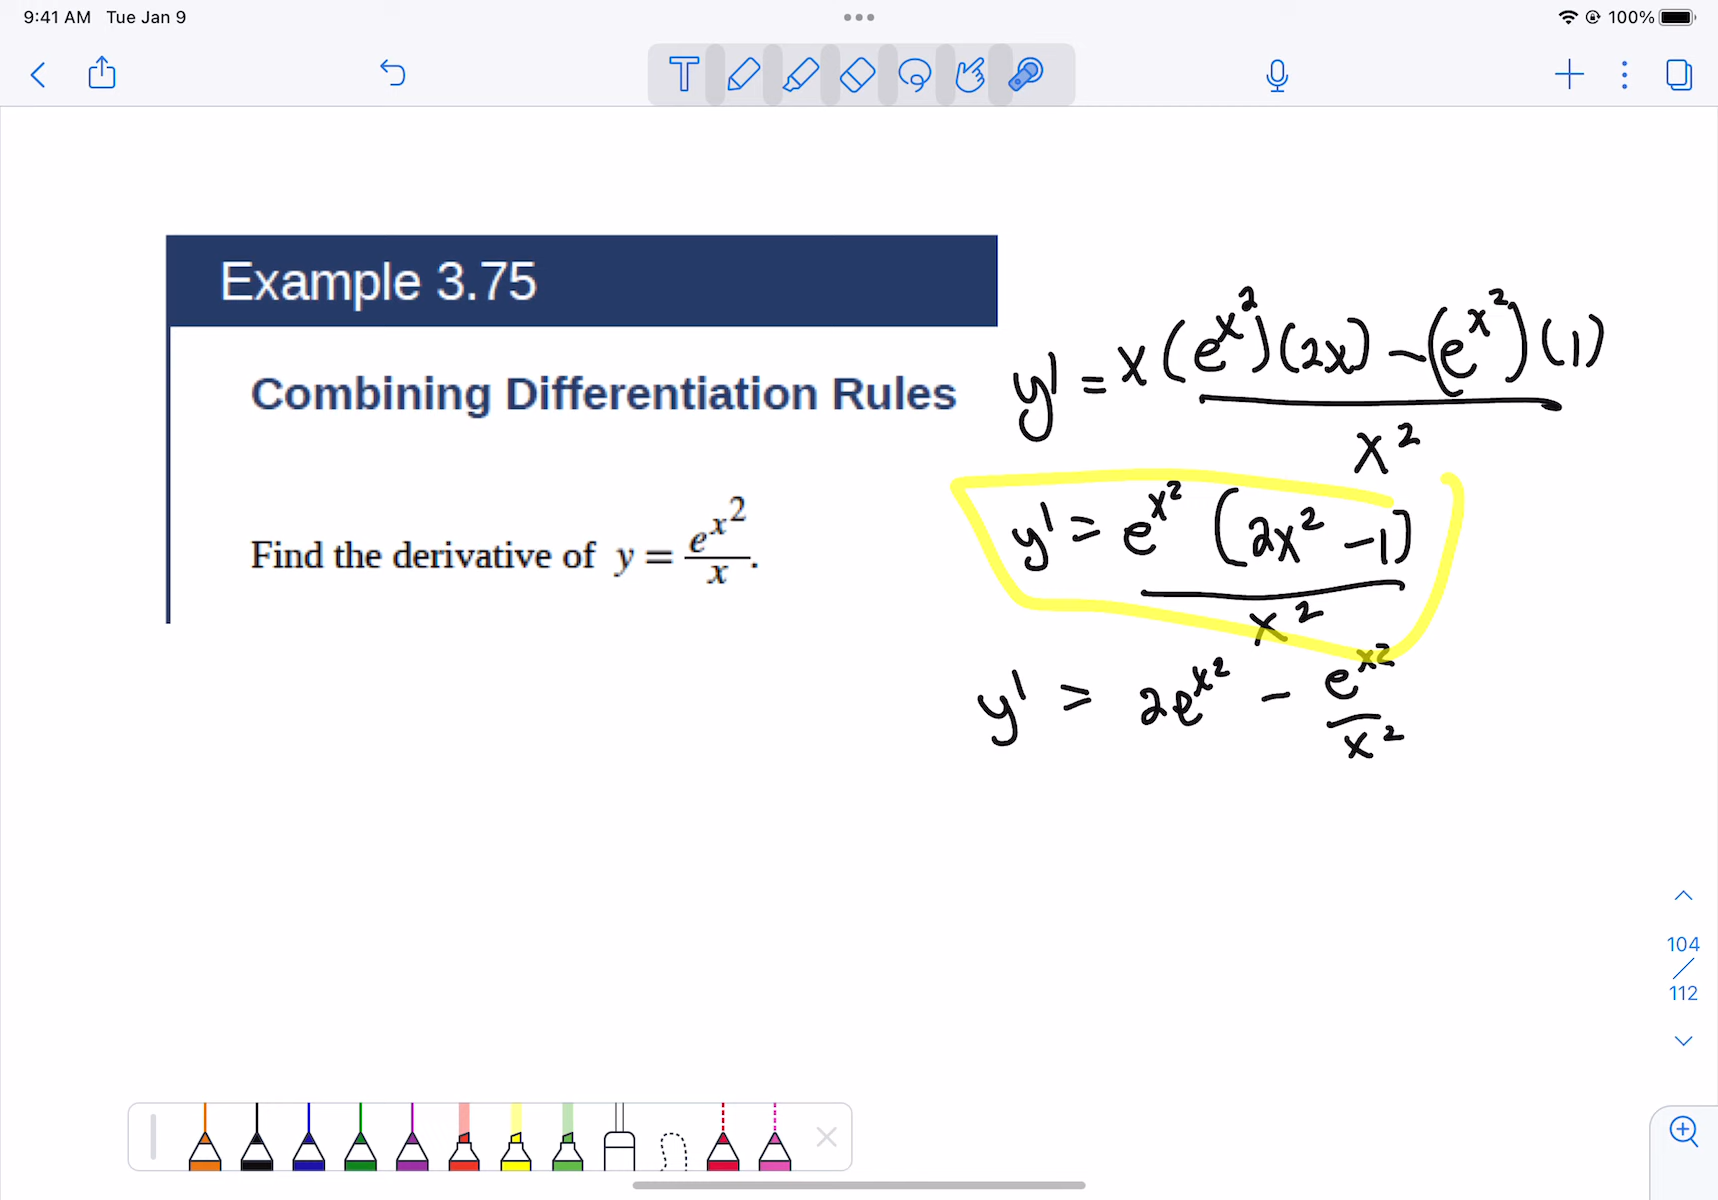 9:41 AM Tue Jan 9
100%
Example 3.75
Combining Differentiation Rules
Find the derivative of y = e^{x^2}/x.
y' = x(e^{x^2})(2x) - (e^{x^2})(1) / x^2
y' = e^{x^2}(2x^2 - 1) / x^2
y' = 2e^{x^2} - e^{x^2}/x^2
104
/
112